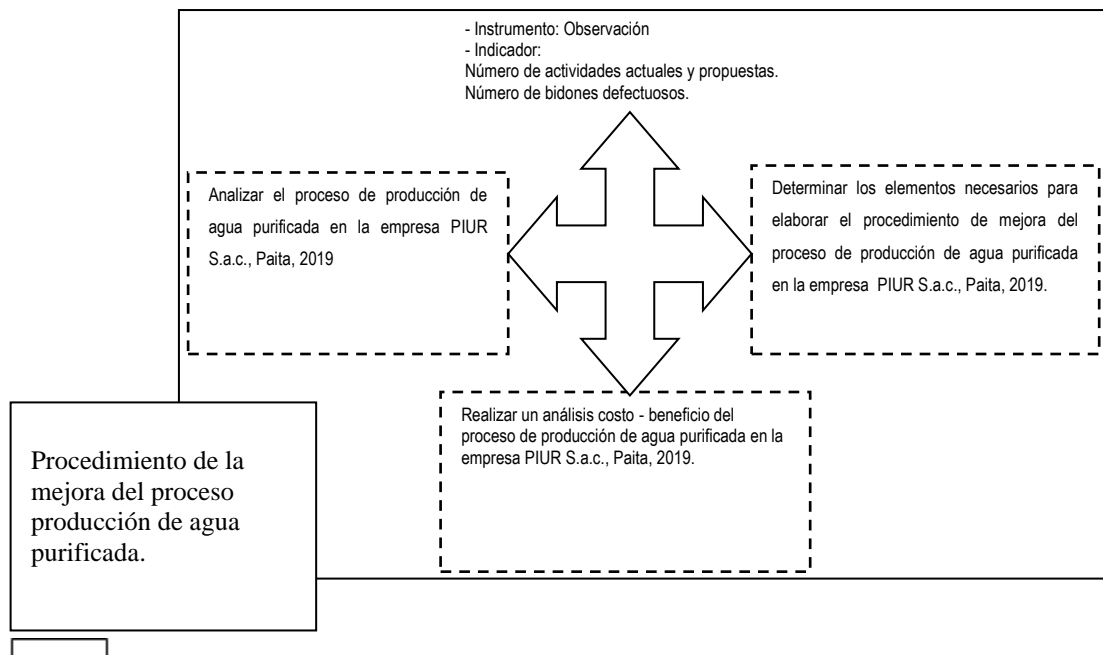 - Instrumento: Observación
- Indicador:
Número de actividades actuales y propuestas.
Número de bidones defectuosos.
Analizar el proceso de producción de
agua purificada en la empresa PIUR
S.a.c., Paita, 2019
Determinar los elementos necesarios para
elaborar el procedimiento de mejora del
proceso de producción de agua purificada
en la empresa PIUR S.a.c., Paita, 2019.
Realizar un análisis costo - beneficio del
proceso de producción de agua purificada en la
empresa PIUR S.a.c., Paita, 2019.
Procedimiento de la
mejora del proceso
producción de agua
purificada.